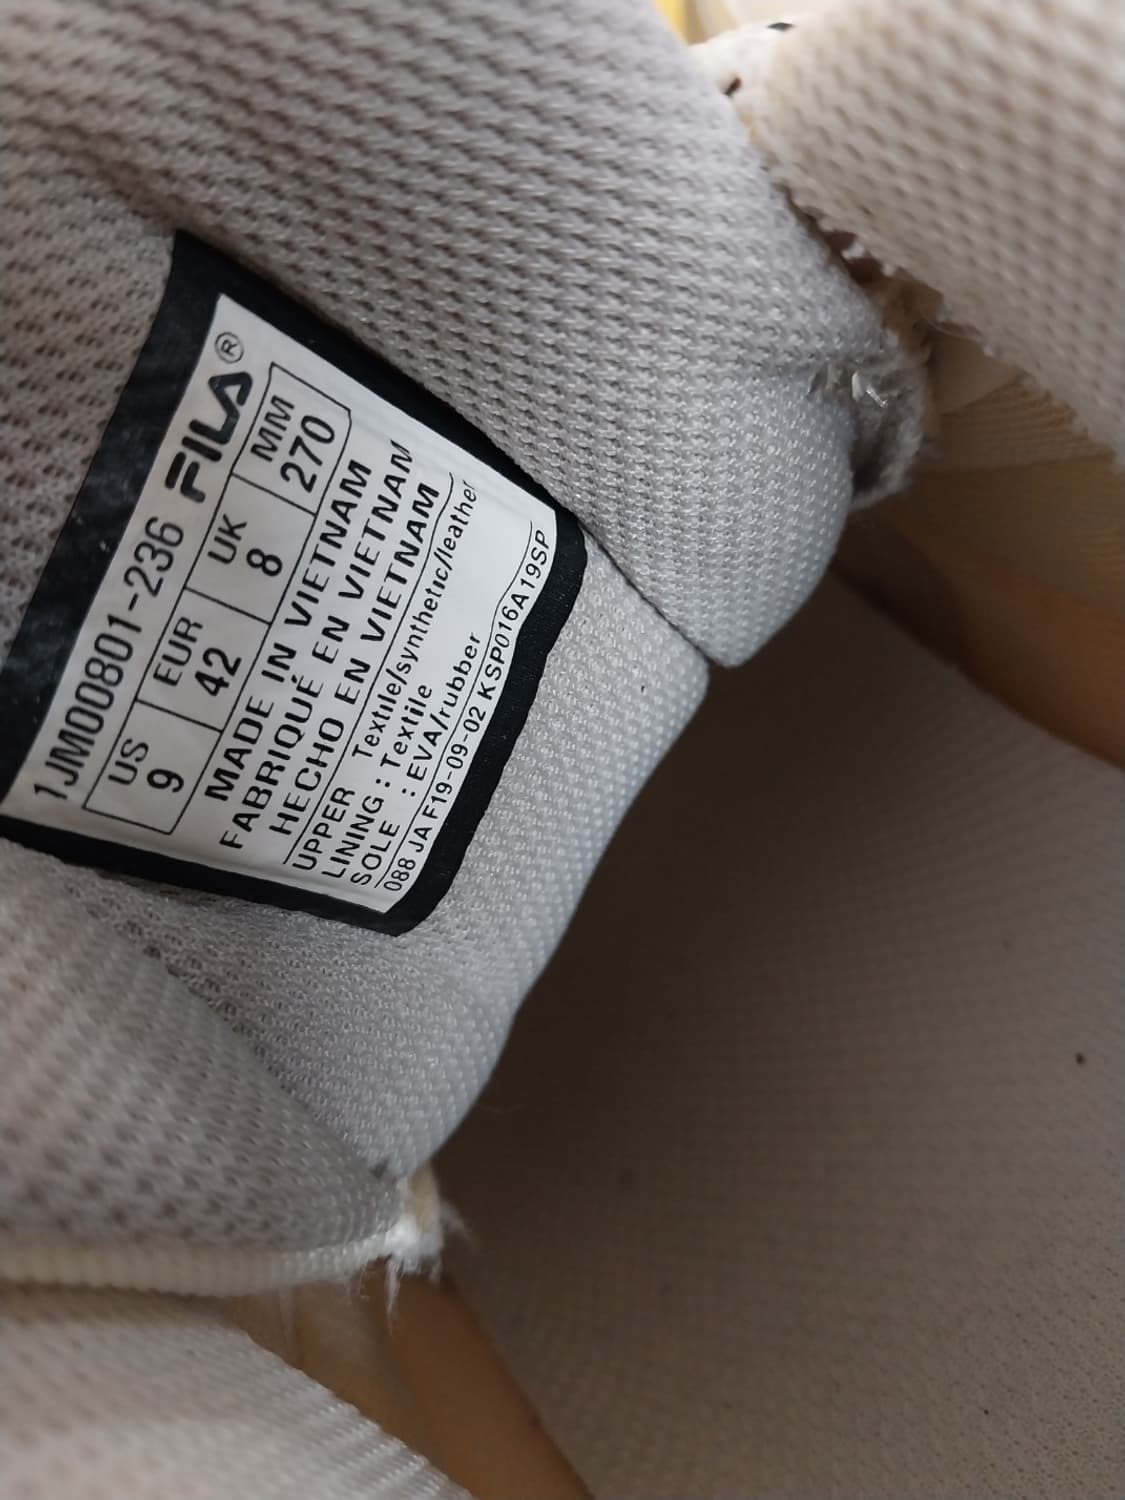 1JM00801-236 FILA®
US EUR UK MM
9 42 8 270
MADE IN VIETNAM
FABRIQUÉ EN VIETNAM
HECHO EN VIETNAM
UPPER Textile/synthetic/leather
LINING : Textile
SOLE : EVA/rubber
088 JA F19-09-02 KSP016A19SP